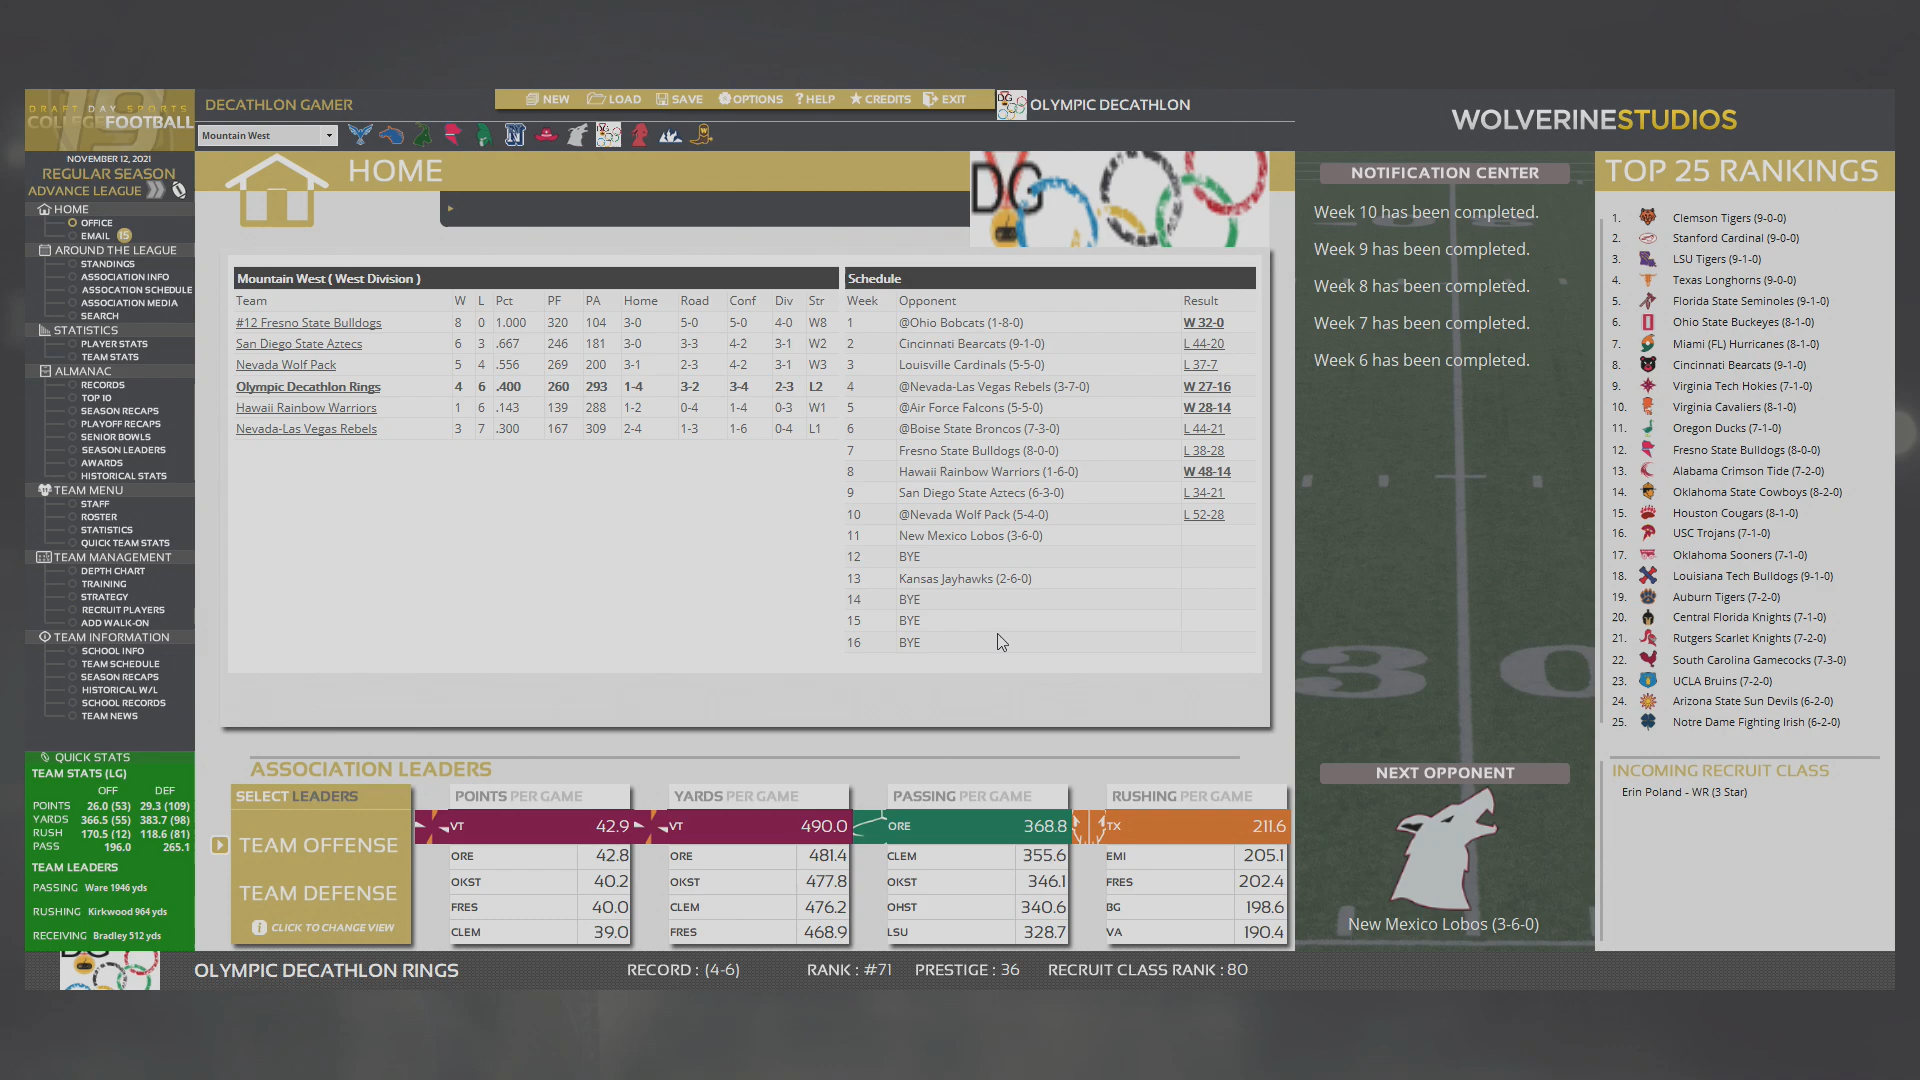 DRAFT DAY SPORTS
COLLEGE FOOTBALL
DECATHLON GAMER
NEW LOAD SAVE OPTIONS ? HELP CREDITS EXIT
DG OLYMPIC DECATHLON
WOLVERINESTUDIOS
Mountain West
NOVEMBER 12, 2021
REGULAR SEASON
ADVANCE LEAGUE
HOME
OFFICE
EMAIL 15
AROUND THE LEAGUE
STANDINGS
ASSOCIATION INFO
ASSOCATION SCHEDULE
ASSOCIATION MEDIA
SEARCH
STATISTICS
PLAYER STATS
TEAM STATS
ALMANAC
RECORDS
TOP 10
SEASON RECAPS
PLAYOFF RECAPS
SENIOR BOWLS
SEASON LEADERS
AWARDS
HISTORICAL STATS
TEAM MENU
STAFF
ROSTER
STATISTICS
QUICK TEAM STATS
TEAM MANAGEMENT
DEPTH CHART
TRAINING
STRATEGY
RECRUIT PLAYERS
ADD WALK-ON
TEAM INFORMATION
SCHOOL INFO
TEAM SCHEDULE
SEASON RECAPS
HISTORICAL W/L
SCHOOL RECORDS
TEAM NEWS
QUICK STATS
TEAM STATS (LG)
OFF DEF
POINTS 26.0 (53) 29.3 (109)
YARDS 366.5 (55) 383.7 (98)
RUSH 170.5 (12) 118.6 (81)
PASS 196.0 265.1
TEAM LEADERS
PASSING Ware 1946 yds
RUSHING Kirkwood 964 yds
RECEIVING Bradley 512 yds
HOME
DG
Mountain West ( West Division )
Team W L Pct PF PA Home Road Conf Div Str
#12 Fresno State Bulldogs 8 0 1.000 320 104 3-0 5-0 5-0 4-0 W8
San Diego State Aztecs 6 3 .667 246 181 3-0 3-3 4-2 3-1 W2
Nevada Wolf Pack 5 4 .556 269 200 3-1 2-3 4-2 3-1 W3
Olympic Decathlon Rings 4 6 .400 260 293 1-4 3-2 3-4 2-3 L2
Hawaii Rainbow Warriors 1 6 .143 139 288 1-2 0-4 1-4 0-3 W1
Nevada-Las Vegas Rebels 3 7 .300 167 309 2-4 1-3 1-6 0-4 L1
Schedule
Week Opponent Result
1 @Ohio Bobcats (1-8-0) W 32-0
2 Cincinnati Bearcats (9-1-0) L 44-20
3 Louisville Cardinals (5-5-0) L 37-7
4 @Nevada-Las Vegas Rebels (3-7-0) W 27-16
5 @Air Force Falcons (5-5-0) W 28-14
6 @Boise State Broncos (7-3-0) L 44-21
7 Fresno State Bulldogs (8-0-0) L 38-28
8 Hawaii Rainbow Warriors (1-6-0) W 48-14
9 San Diego State Aztecs (6-3-0) L 34-21
10 @Nevada Wolf Pack (5-4-0) L 52-28
11 New Mexico Lobos (3-6-0)
12 BYE
13 Kansas Jayhawks (2-6-0)
14 BYE
15 BYE
16 BYE
ASSOCIATION LEADERS
SELECT LEADERS
TEAM OFFENSE
TEAM DEFENSE
CLICK TO CHANGE VIEW
POINTS PER GAME
VT 42.9
ORE 42.8
OKST 40.2
FRES 40.0
CLEM 39.0
YARDS PER GAME
VT 490.0
ORE 481.4
OKST 477.8
CLEM 476.2
FRES 468.9
PASSING PER GAME
ORE 368.8
CLEM 355.6
OKST 346.1
OHST 340.6
LSU 328.7
RUSHING PER GAME
TX 211.6
EMI 205.1
FRES 202.4
BG 198.6
VA 190.4
NOTIFICATION CENTER
Week 10 has been completed.
Week 9 has been completed.
Week 8 has been completed.
Week 7 has been completed.
Week 6 has been completed.
3 0
NEXT OPPONENT
New Mexico Lobos (3-6-0)
TOP 25 RANKINGS
1. Clemson Tigers (9-0-0)
2. Stanford Cardinal (9-0-0)
3. LSU Tigers (9-1-0)
4. Texas Longhorns (9-0-0)
5. Florida State Seminoles (9-1-0)
6. Ohio State Buckeyes (8-1-0)
7. Miami (FL) Hurricanes (8-1-0)
8. Cincinnati Bearcats (9-1-0)
9. Virginia Tech Hokies (7-1-0)
10. Virginia Cavaliers (8-1-0)
11. Oregon Ducks (7-1-0)
12. Fresno State Bulldogs (8-0-0)
13. Alabama Crimson Tide (7-2-0)
14. Oklahoma State Cowboys (8-2-0)
15. Houston Cougars (8-1-0)
16. USC Trojans (7-1-0)
17. Oklahoma Sooners (7-1-0)
18. Louisiana Tech Bulldogs (9-1-0)
19. Auburn Tigers (7-2-0)
20. Central Florida Knights (7-1-0)
21. Rutgers Scarlet Knights (7-2-0)
22. South Carolina Gamecocks (7-3-0)
23. UCLA Bruins (7-2-0)
24. Arizona State Sun Devils (6-2-0)
25. Notre Dame Fighting Irish (6-2-0)
INCOMING RECRUIT CLASS
Erin Poland - WR (3 Star)
OLYMPIC DECATHLON RINGS RECORD : (4-6) RANK : #71 PRESTIGE : 36 RECRUIT CLASS RANK : 80